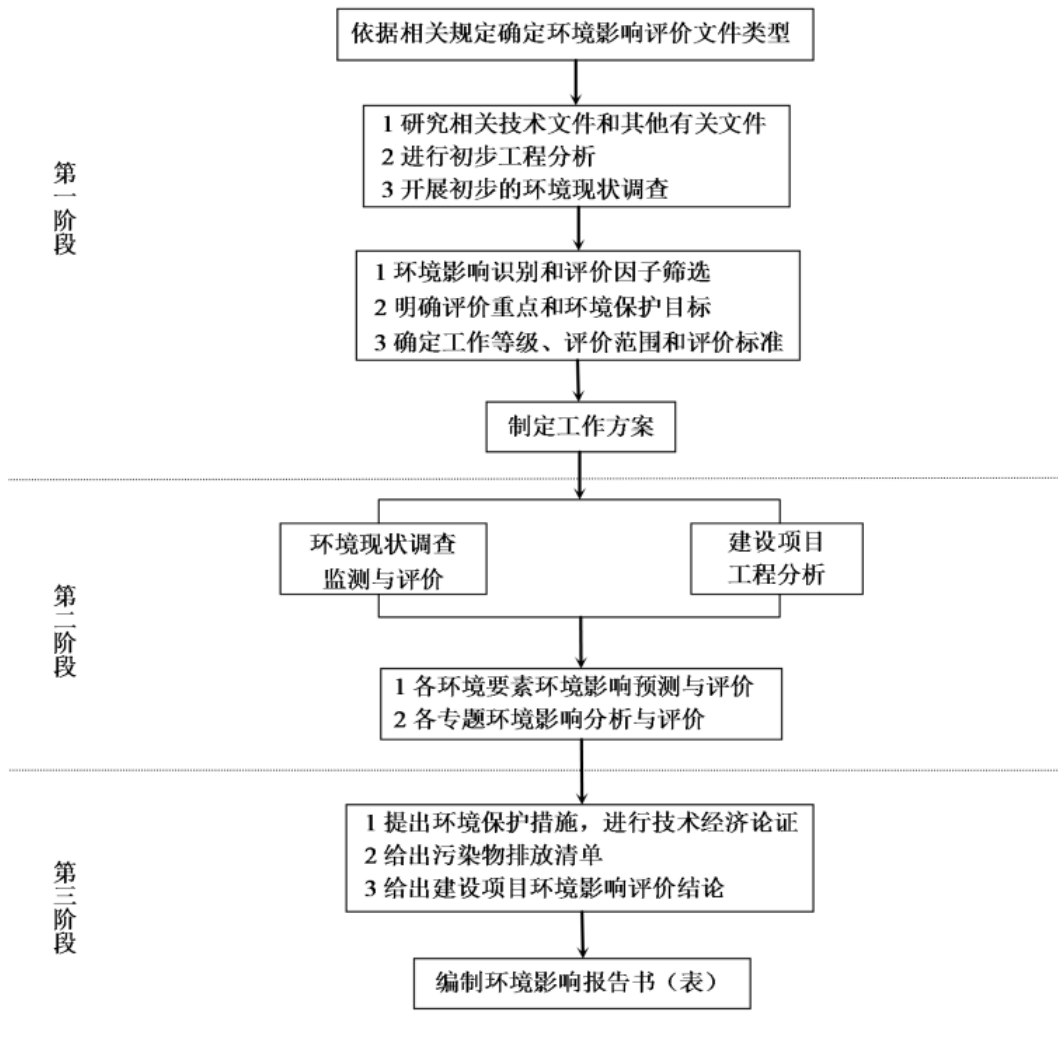 依据相关规定确定环境影响评价文件类型
1 研究相关技术文件和其他有关文件
2 进行初步工程分析
3 开展初步的环境现状调查
第一阶段
1 环境影响识别和评价因子筛选
2 明确评价重点和环境保护目标
3 确定工作等级、评价范围和评价标准
制定工作方案
环境现状调查
监测与评价
建设项目
工程分析
第二阶段
1 各环境要素环境影响预测与评价
2 各专题环境影响分析与评价
1 提出环境保护措施，进行技术经济论证
2 给出污染物排放清单
3 给出建设项目环境影响评价结论
第三阶段
编制环境影响报告书（表）